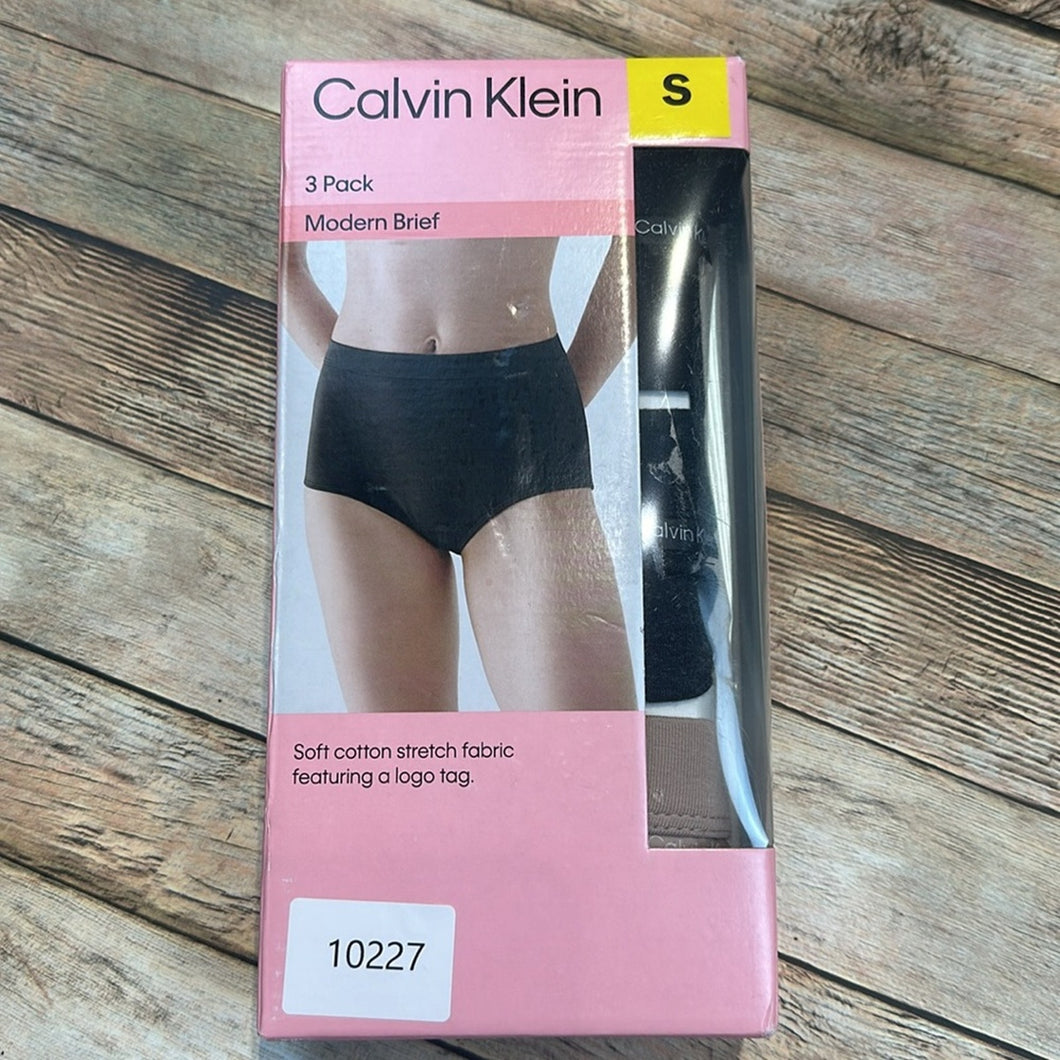 Calvin Klein
S
3 Pack
Modern Brief
Soft cotton stretch fabric
featuring a logo tag.
10227